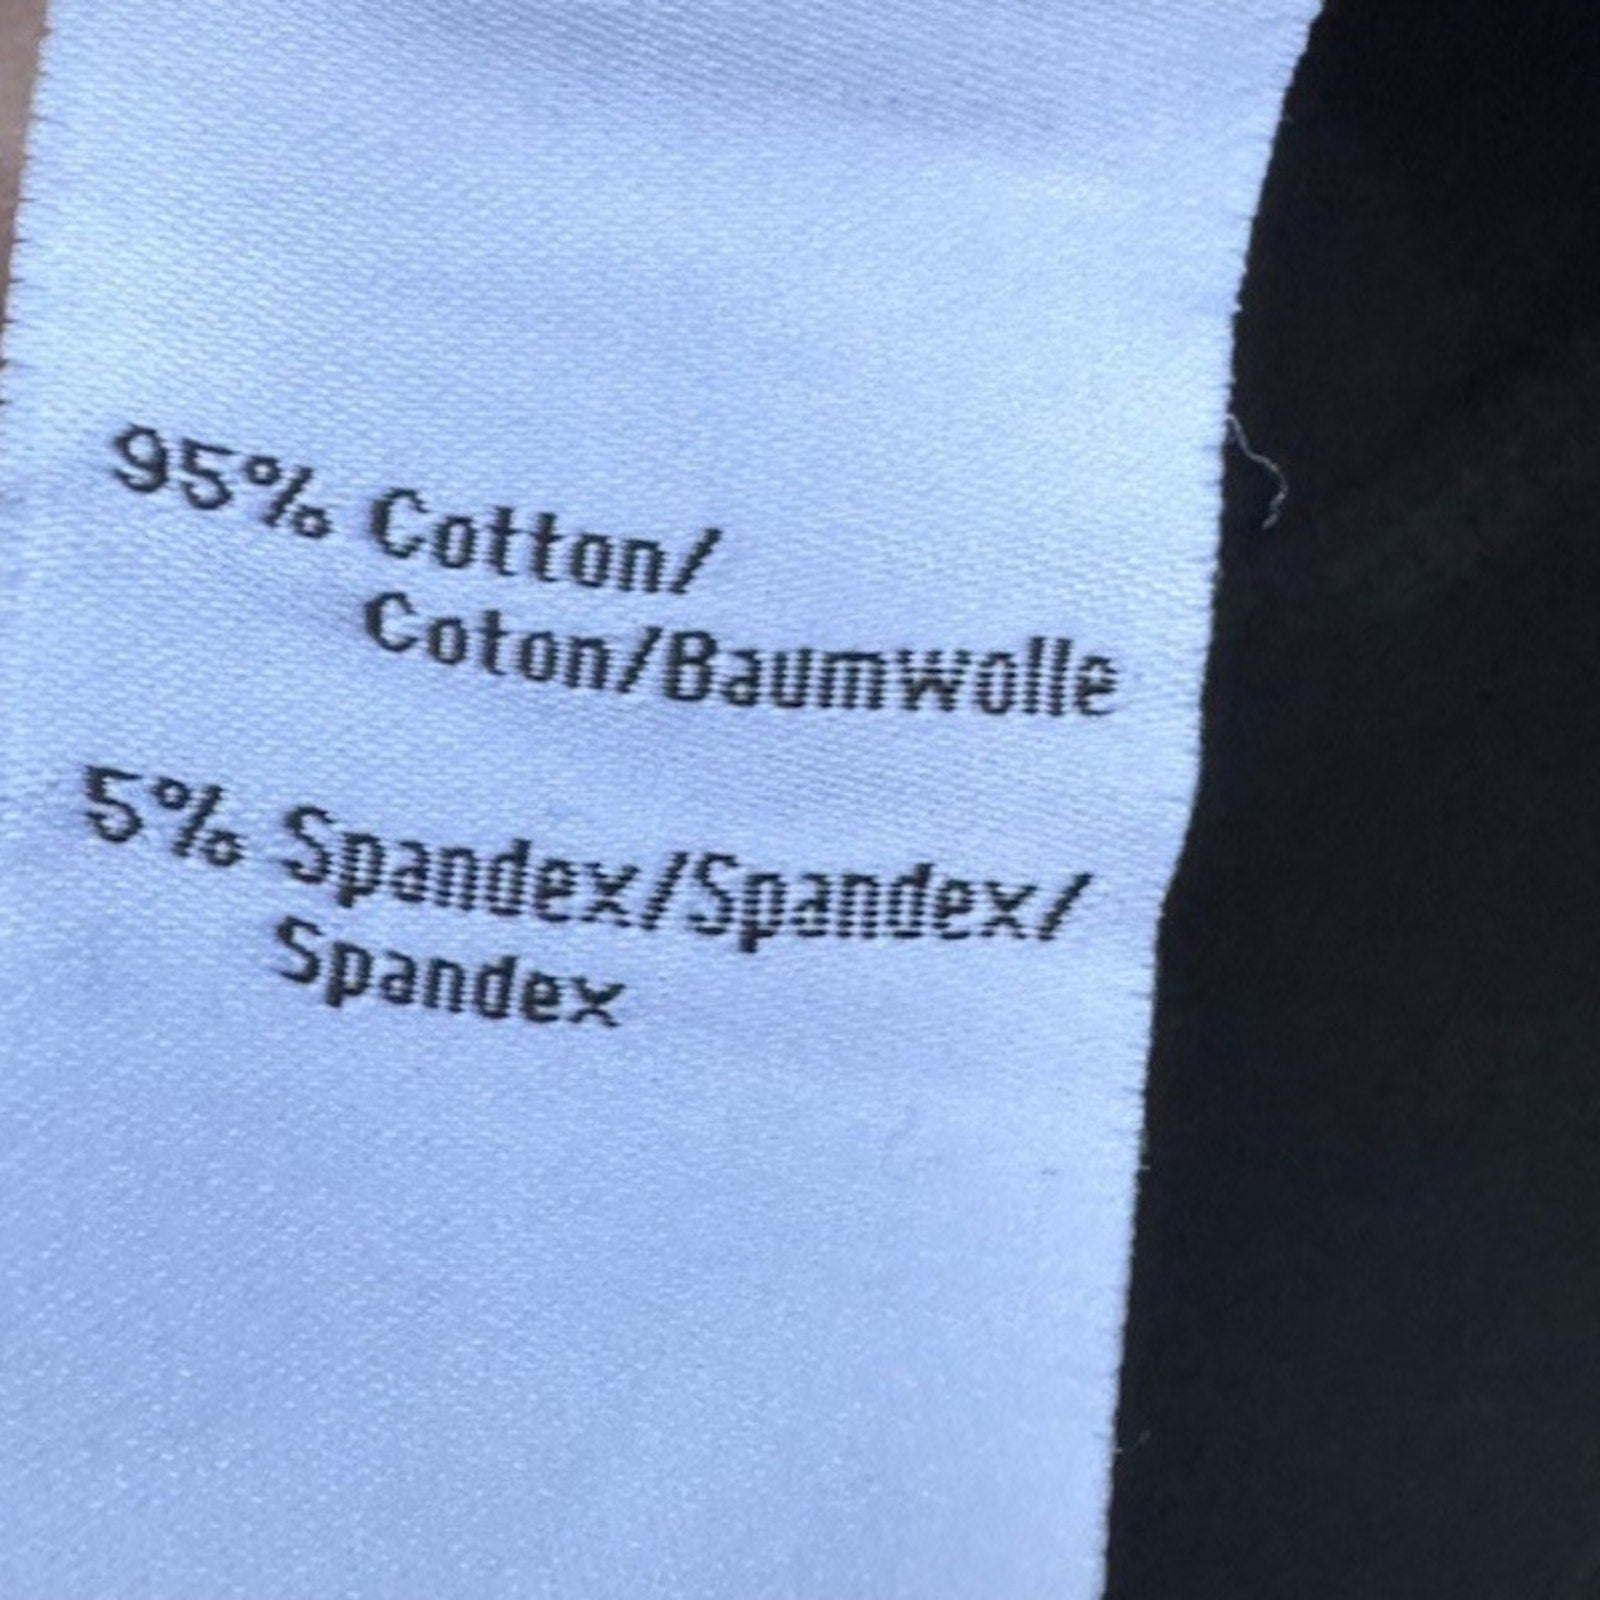 95% Cotton/
Coton/Baumwolle
5% Spandex/Spandex/
Spandex